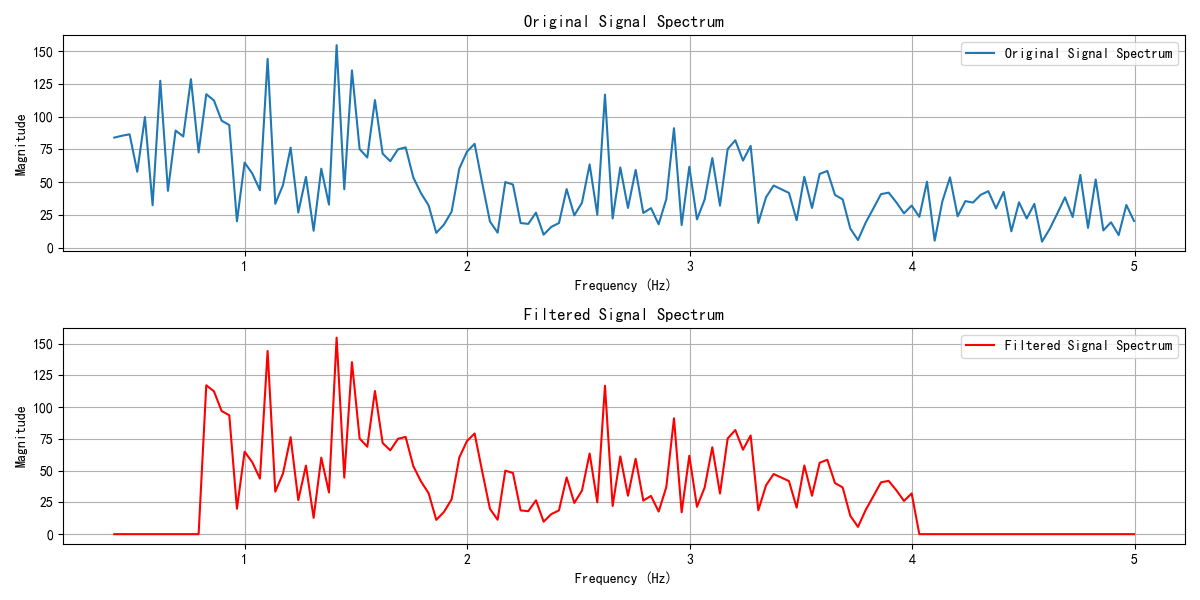 Original Signal Spectrum
150
125
100
75
50
25
0
Magnitude
Original Signal Spectrum
1 2 3 4 5
Frequency (Hz)
Filtered Signal Spectrum
150
125
100
75
50
25
0
Magnitude
Filtered Signal Spectrum
1 2 3 4 5
Frequency (Hz)